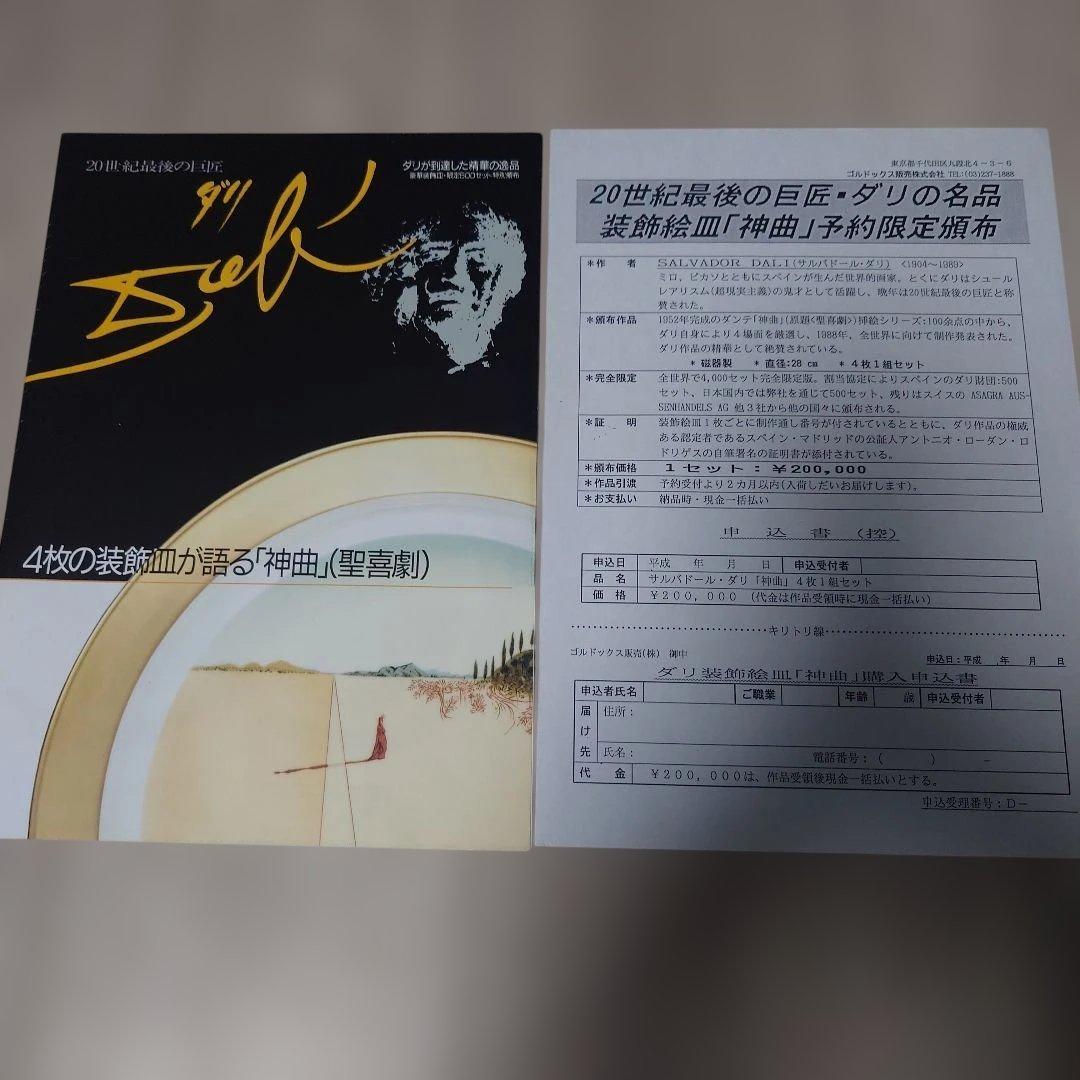 20世紀最後の巨匠
ダリ
Dalí
ダリが到達した精華の逸品
豪華装飾皿・限定500セット特別頒布
4枚の装飾皿が語る「神曲」(聖喜劇)
東京都千代田区九段北4-3-6
ゴルドックス販売株式会社 TEL:(03)237-1888
20世紀最後の巨匠・ダリの名品
装飾絵皿「神曲」予約限定頒布
*作 者 SALVADOR DALI(サルバドール・ダリ) <1904~1989>
ミロ、ピカソとともにスペインが生んだ世界的画家。とくにダリはシュール
レアリスム(超現実主義)の鬼才として活躍し、晩年は20世紀最後の巨匠と称
賛された。
*頒布作品 1952年完成のダンテ「神曲」(原題<聖喜劇>)挿絵シリーズ:100余点の中から、
ダリ自身により4場面を厳選し、1988年、全世界に向けて制作発表された。
ダリ作品の精華として絶賛されている。
* 磁器製 * 直径:28cm * 4枚1組セット
*完全限定 全世界で4,000セット完全限定版。割当協定によりスペインのダリ財団:500
セット、日本国内では弊社を通じて500セット、残りはスイスの ASAGRA AUS-
SENHANDELS AG 他3社から他の国々に頒布される。
*証 明 装飾絵皿1枚ごとに制作通し番号が付されているとともに、ダリ作品の権威
ある認定者であるスペイン・マドリッドの公証人アントニオ・ローダン・ロ
ドリゲスの自筆署名の証明書が添付されている。
*頒布価格 1セット:¥200,000
*作品引渡 予約受付より2カ月以内(入荷しだいお届けします)。
*お支払い 納品時・現金一括払い
申 込 書 (控)
申込日 平成 年 月 日 申込受付者
品 名 サルバドール・ダリ「神曲」4枚1組セット
価 格 ¥200,000 (代金は作品受領時に現金一括払い)
キリトリ線
ゴルドックス販売(株) 御中
申込日:平成 年 月 日
ダリ装飾絵皿「神曲」購入申込書
申込者氏名 ご職業 年齢 歳 申込受付者
届け先 住所:
氏名: 電話番号:( ) -
代 金 ¥200,000は、作品受領後現金一括払いとする。
申込受理番号:D-